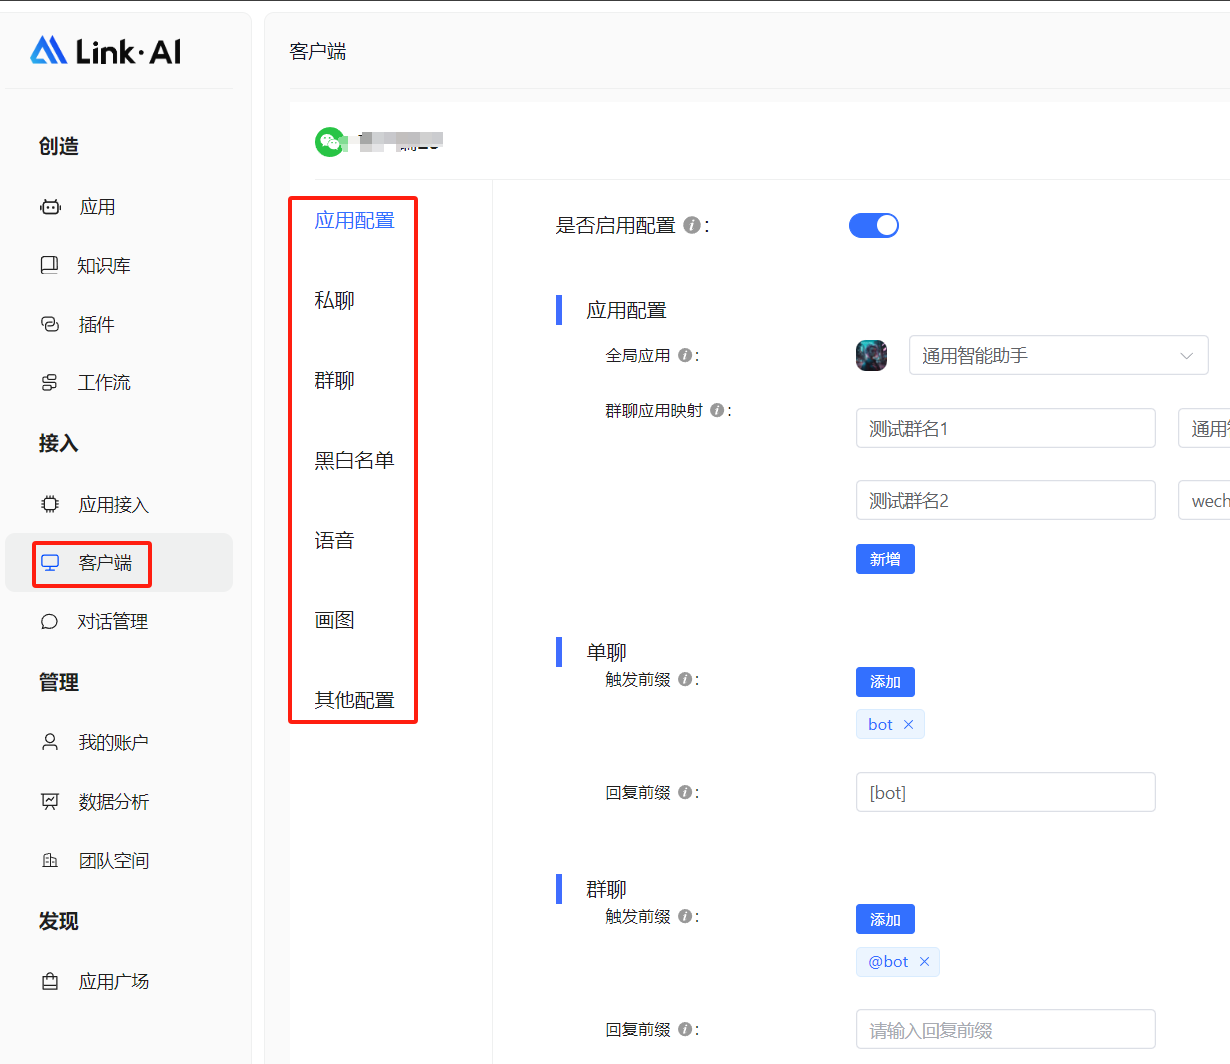 Link·AI
创造
应用
知识库
插件
工作流
接入
应用接入
客户端
对话管理
管理
我的账户
数据分析
团队空间
发现
应用广场
客户端
应用配置
私聊
群聊
黑白名单
语音
画图
其他配置
是否启用配置 i :
应用配置
全局应用 i : 通用智能助手
群聊应用映射 i :
测试群名1 通用
测试群名2 wech
新增
单聊
触发前缀 i : 添加
bot ×
回复前缀 i : [bot]
群聊
触发前缀 i : 添加
@bot ×
回复前缀 i : 请输入回复前缀